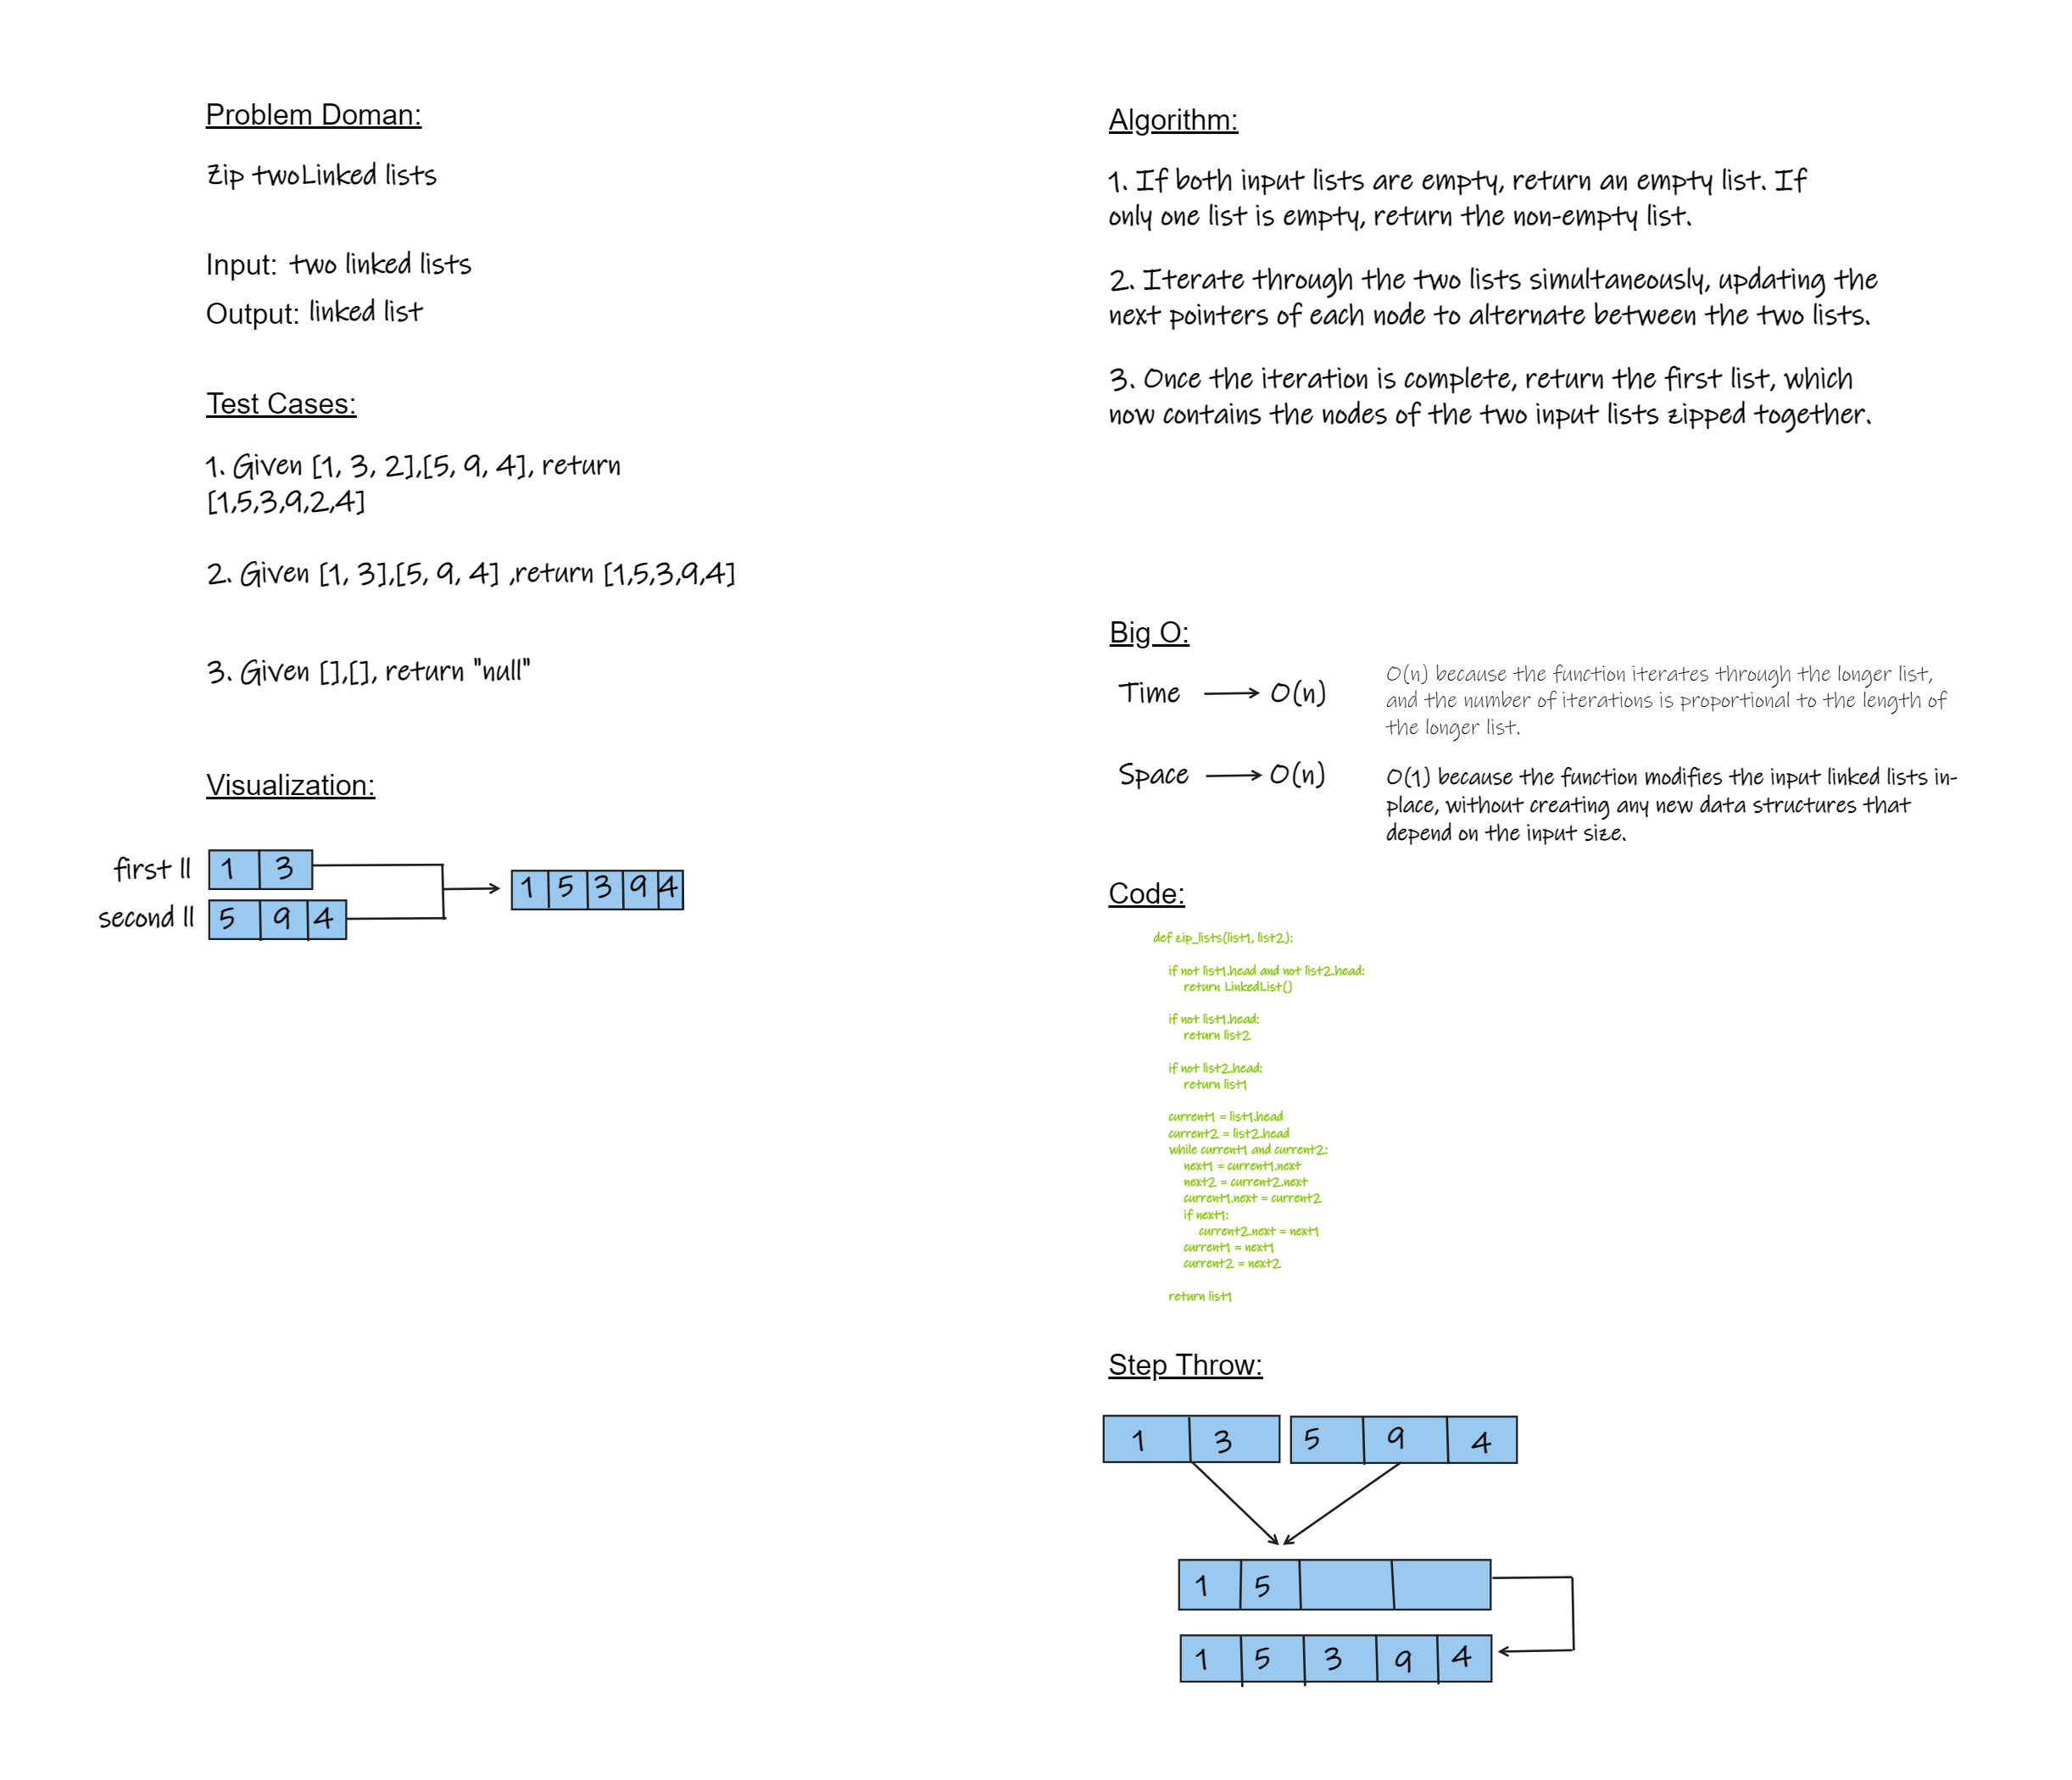 Problem Doman:
Zip twoLinked lists
Input: two linked lists
Output: linked list
Test Cases:
1. Given [1, 3, 2],[5, 9, 4], return
[1,5,3,9,2,4]
2. Given [1, 3],[5, 9, 4] ,return [1,5,3,9,4]
3. Given [],[], return "null"
Visualization:
first ll 1 3
second ll 5 9 4
1 5 3 9 4
Algorithm:
1. If both input lists are empty, return an empty list. If
only one list is empty, return the non-empty list.
2. Iterate through the two lists simultaneously, updating the
next pointers of each node to alternate between the two lists.
3. Once the iteration is complete, return the first list, which
now contains the nodes of the two input lists zipped together.
Big O:
Time O(n)
O(n) because the function iterates through the longer list,
and the number of iterations is proportional to the length of
the longer list.
Space O(n)
O(1) because the function modifies the input linked lists in-
place, without creating any new data structures that
depend on the input size.
Code:
def zip_lists(list1, list2):
if not list1.head and not list2.head:
return LinkedList()
if not list1.head:
return list2
if not list2.head:
return list1
current1 = list1.head
current2 = list2.head
while current1 and current2:
next1 = current1.next
next2 = current2.next
current1.next = current2
if next1:
current2.next = next1
current1 = next1
current2 = next2
return list1
Step Throw:
1 3 5 9 4
1 5
1 5 3 9 4